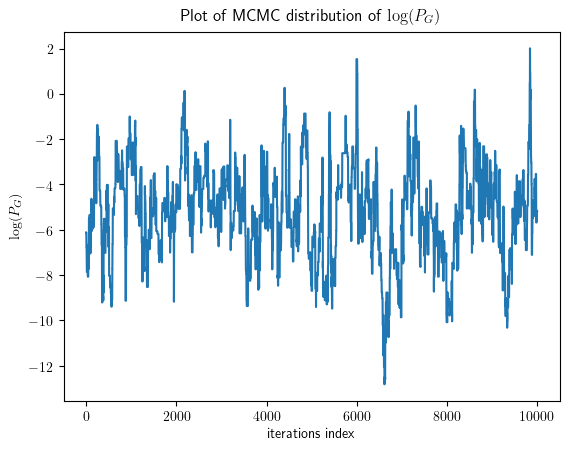 Plot of MCMC distribution of log(P_G)
2
0
−2
−4
−6
−8
−10
−12
log(P_G)
0 2000 4000 6000 8000 10000
iterations index